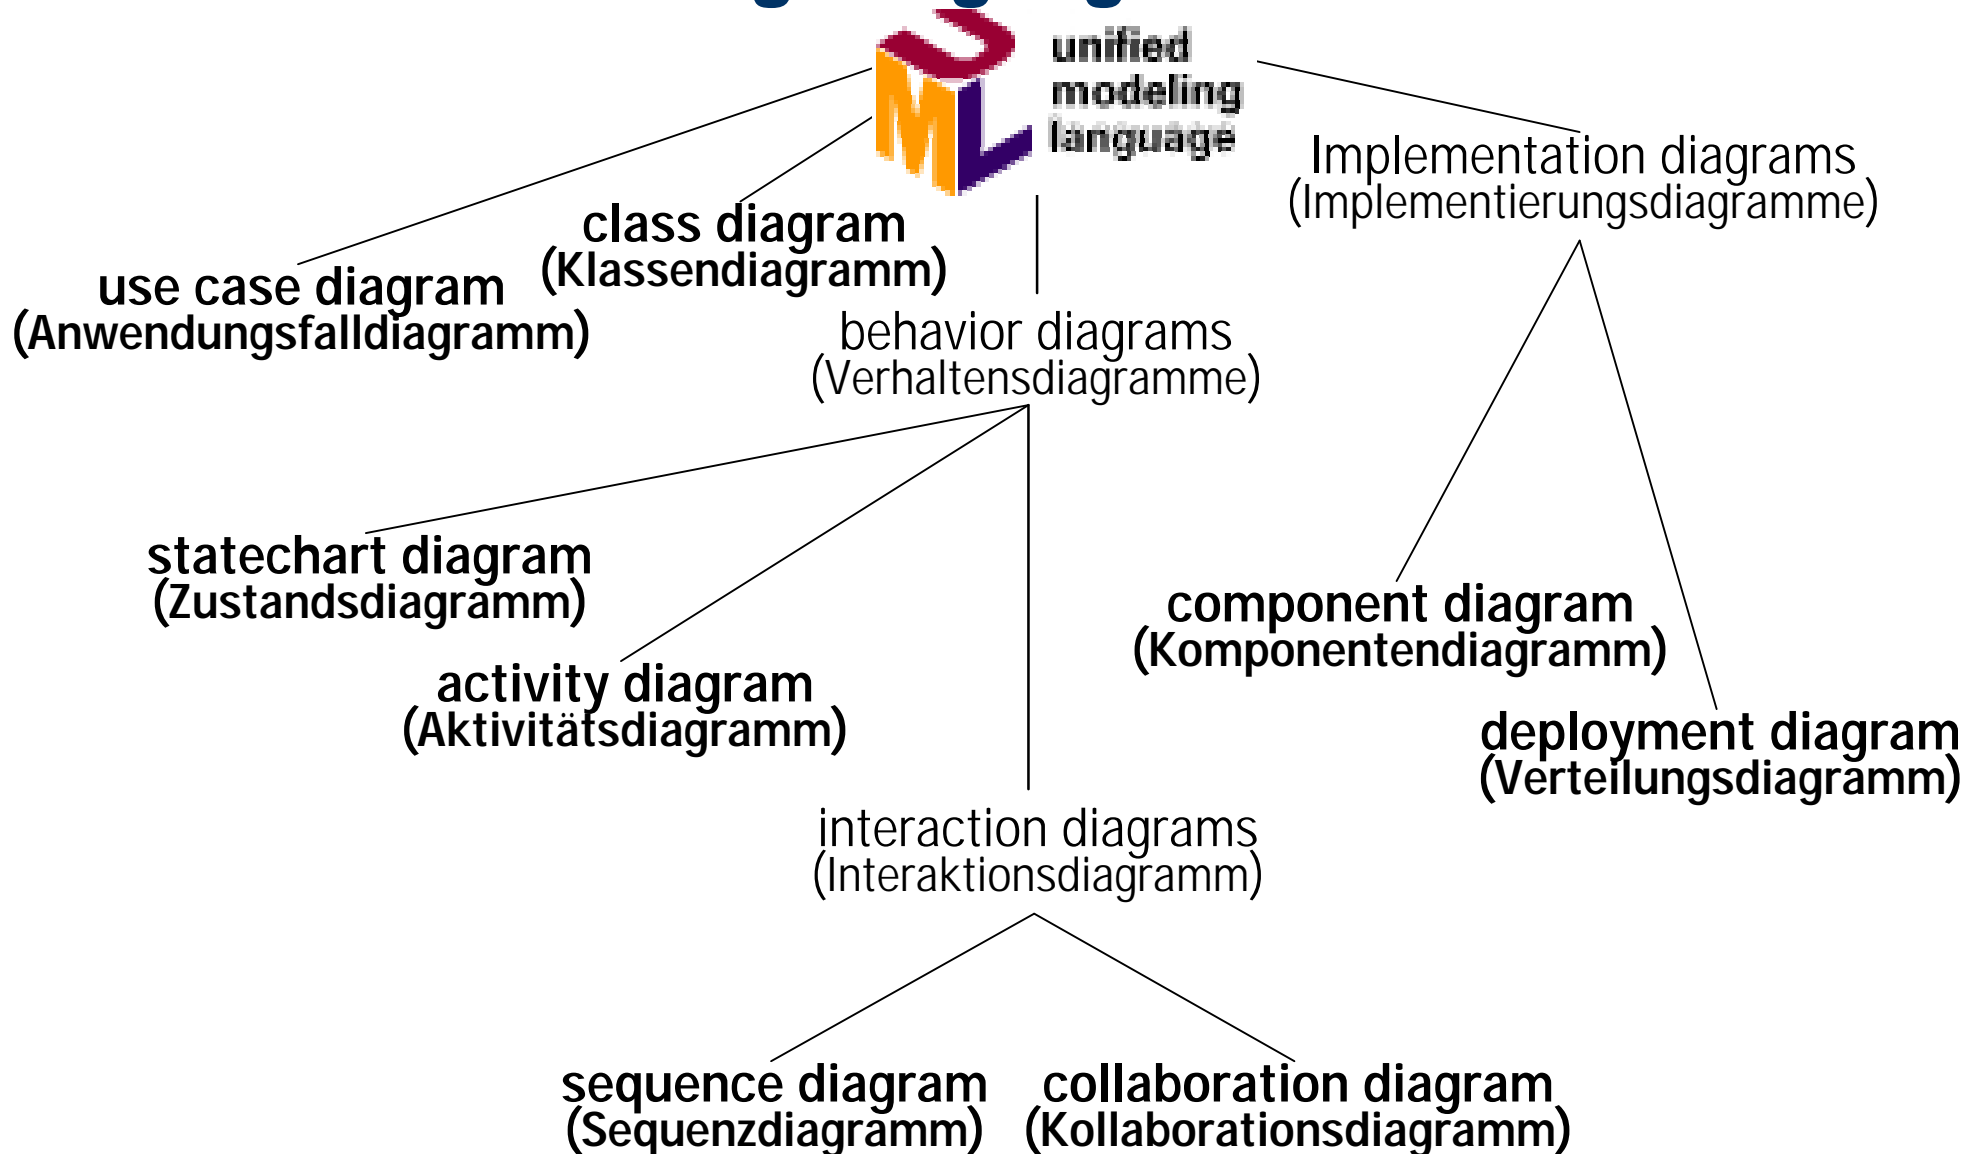 UML
unified
modeling
language
Implementation diagrams
(Implementierungsdiagramme)
class diagram
(Klassendiagramm)
use case diagram
(Anwendungsfalldiagramm)
behavior diagrams
(Verhaltensdiagramme)
statechart diagram
(Zustandsdiagramm)
component diagram
(Komponentendiagramm)
activity diagram
(Aktivitätsdiagramm)
deployment diagram
(Verteilungsdiagramm)
interaction diagrams
(Interaktionsdiagramm)
sequence diagram
(Sequenzdiagramm)
collaboration diagram
(Kollaborationsdiagramm)